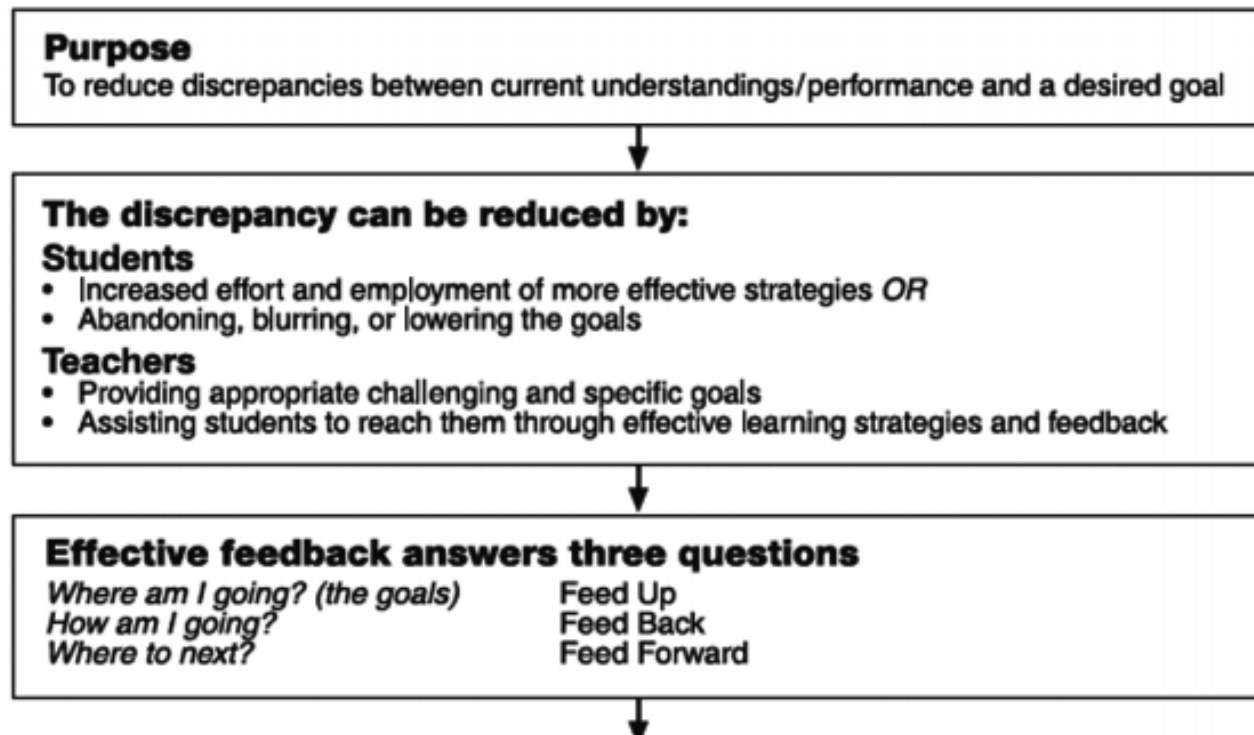 Purpose
To reduce discrepancies between current understandings/performance and a desired goal
The discrepancy can be reduced by:
Students
• Increased effort and employment of more effective strategies OR
• Abandoning, blurring, or lowering the goals
Teachers
• Providing appropriate challenging and specific goals
• Assisting students to reach them through effective learning strategies and feedback
Effective feedback answers three questions
Where am I going? (the goals) Feed Up
How am I going? Feed Back
Where to next? Feed Forward